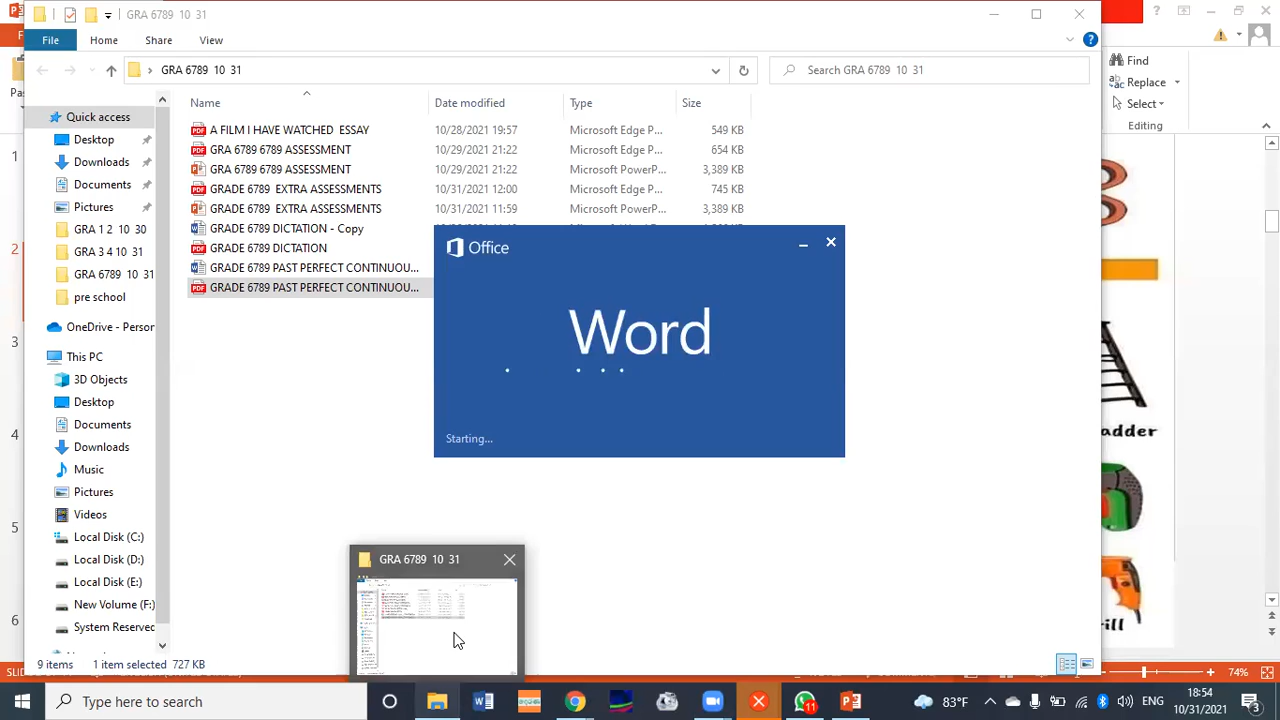 GRA 6789 10 31
File
Home
Share
View
GRA 6789 10 31
Search GRA 6789 10 31
Find
Replace
Select
Editing
Name
Date modified
Type
Size
Quick access
Desktop
Downloads
Documents
Pictures
GRA 1 2 10 30
GRA 3 4 10 31
GRA 6789 10 31
pre school
OneDrive - Person
This PC
3D Objects
Desktop
Documents
Downloads
Music
Pictures
Videos
Local Disk (C:)
Local Disk (D:)
Local Disk (E:)
New Volume (F:)
System Reserved
A FILM I HAVE WATCHED ESSAY 10/28/2021 19:57 Microsoft Edge P... 549 KB
GRA 6789 6789 ASSESSMENT 10/29/2021 21:22 Microsoft Edge P... 654 KB
GRA 6789 6789 ASSESSMENT 10/29/2021 21:22 Microsoft PowerP... 3,389 KB
GRADE 6789 EXTRA ASSESSMENTS 10/31/2021 12:00 Microsoft Edge P... 745 KB
GRADE 6789 EXTRA ASSESSMENTS 10/31/2021 11:59 Microsoft PowerP... 3,389 KB
GRADE 6789 DICTATION - Copy
GRADE 6789 DICTATION
GRADE 6789 PAST PERFECT CONTINUOU...
GRADE 6789 PAST PERFECT CONTINUOU...
Office
Word
Starting...
GRA 6789 10 31
9 items
item selected 727 KB
1
2
3
4
5
6
adder
ill
74%
Type here to search
11
83°F
ENG
18:54
10/31/2021
3